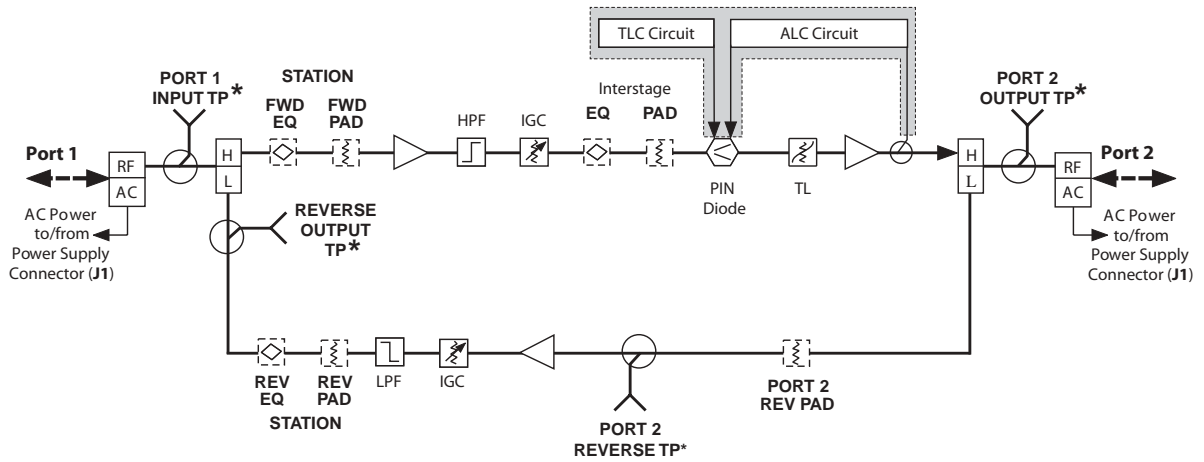 TLC Circuit
ALC Circuit
PORT 1
INPUT TP*
STATION
FWD
EQ
FWD
PAD
HPF
IGC
Interstage
EQ
PAD
PORT 2
OUTPUT TP*
Port 1
RF
AC
H
L
PIN
Diode
TL
H
L
RF
AC
Port 2
AC Power
to/from
Power Supply
Connector (J1)
REVERSE
OUTPUT
TP*
AC Power
to/from
Power Supply
Connector (J1)
REV
EQ
REV
PAD
STATION
LPF
IGC
PORT 2
REVERSE TP*
PORT 2
REV PAD